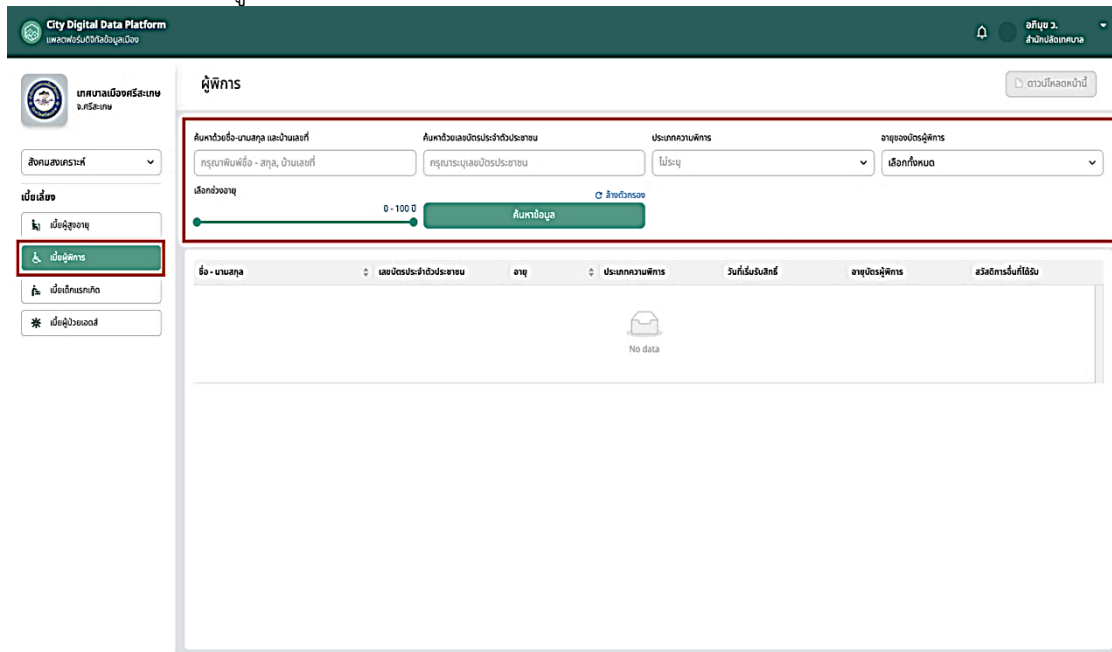 City Digital Data Platform
แพลตฟอร์มดิจิทัลข้อมูลเมือง
อภิมุข ว.
สำนักปลัดเทศบาล
เทศบาลเมืองศรีสะเกษ
จ.ศรีสะเกษ
ผู้พิการ
ดาวน์โหลดหน้านี้
สังคมสงเคราะห์
เบี้ยเลี้ยง
เบี้ยผู้สูงอายุ
เบี้ยผู้พิการ
เบี้ยเด็กแรกเกิด
เบี้ยผู้ป่วยเอดส์
ค้นหาด้วยชื่อ-นามสกุล และบ้านเลขที่ ค้นหาด้วยเลขบัตรประจำตัวประชาชน ประเภทความพิการ อายุของบัตรผู้พิการ
กรุณาพิมพ์ชื่อ - สกุล, บ้านเลขที่ กรุณาระบุเลขบัตรประชาชน ไม่ระบุ เลือกทั้งหมด
เลือกช่วงอายุ ล้างตัวกรอง
0 - 100 ปี ค้นหาข้อมูล
ชื่อ - นามสกุล เลขบัตรประจำตัวประชาชน อายุ ประเภทความพิการ วันที่เริ่มรับสิทธิ์ อายุบัตรผู้พิการ สวัสดิการอื่นที่ได้รับ
No data